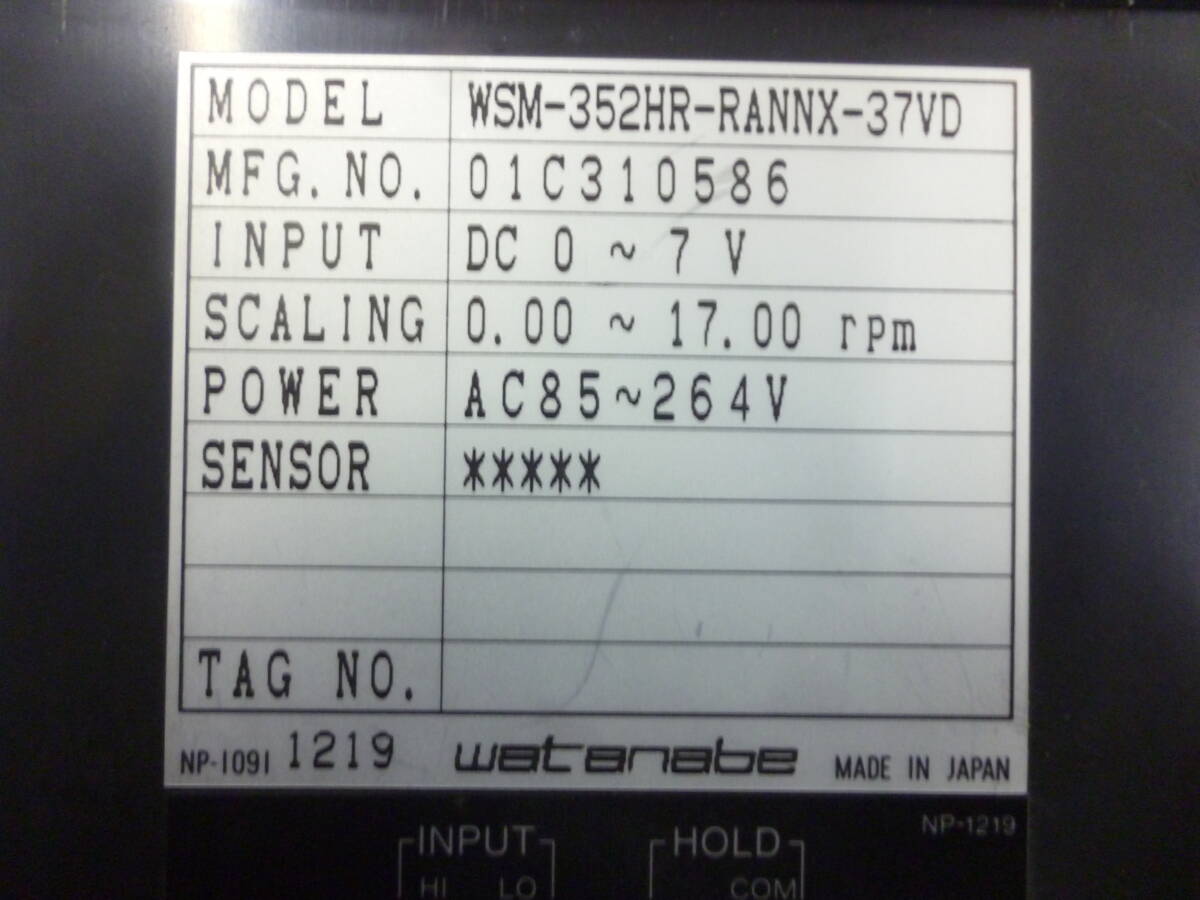 MODEL WSM-352HR-RANNX-37VD
MFG. NO. 01C310586
INPUT DC 0 ~ 7 V
SCALING 0.00 ~ 17.00 rpm
POWER AC85~264V
SENSOR *****
TAG NO.
NP-1091 1219 watanabe MADE IN JAPAN
NP-1219
INPUT HOLD
HI LO COM